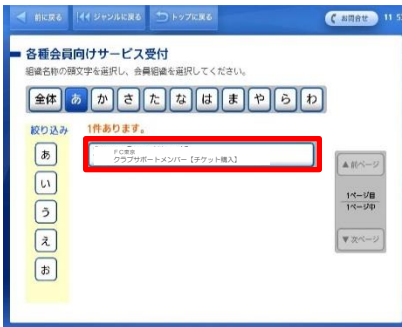 前に戻る ジャンルに戻る トップに戻る お問合せ
各種会員向けサービス受付
組織名称の頭文字を選択し、会員組織を選択してください。
全体 あ か さ た な は ま や ら わ
絞り込み 1件あります。
あ
FC東京
クラブサポートメンバー【チケット購入】
▲前ページ
い
1ページ目
う
1ページ中
え
▼次ページ
お